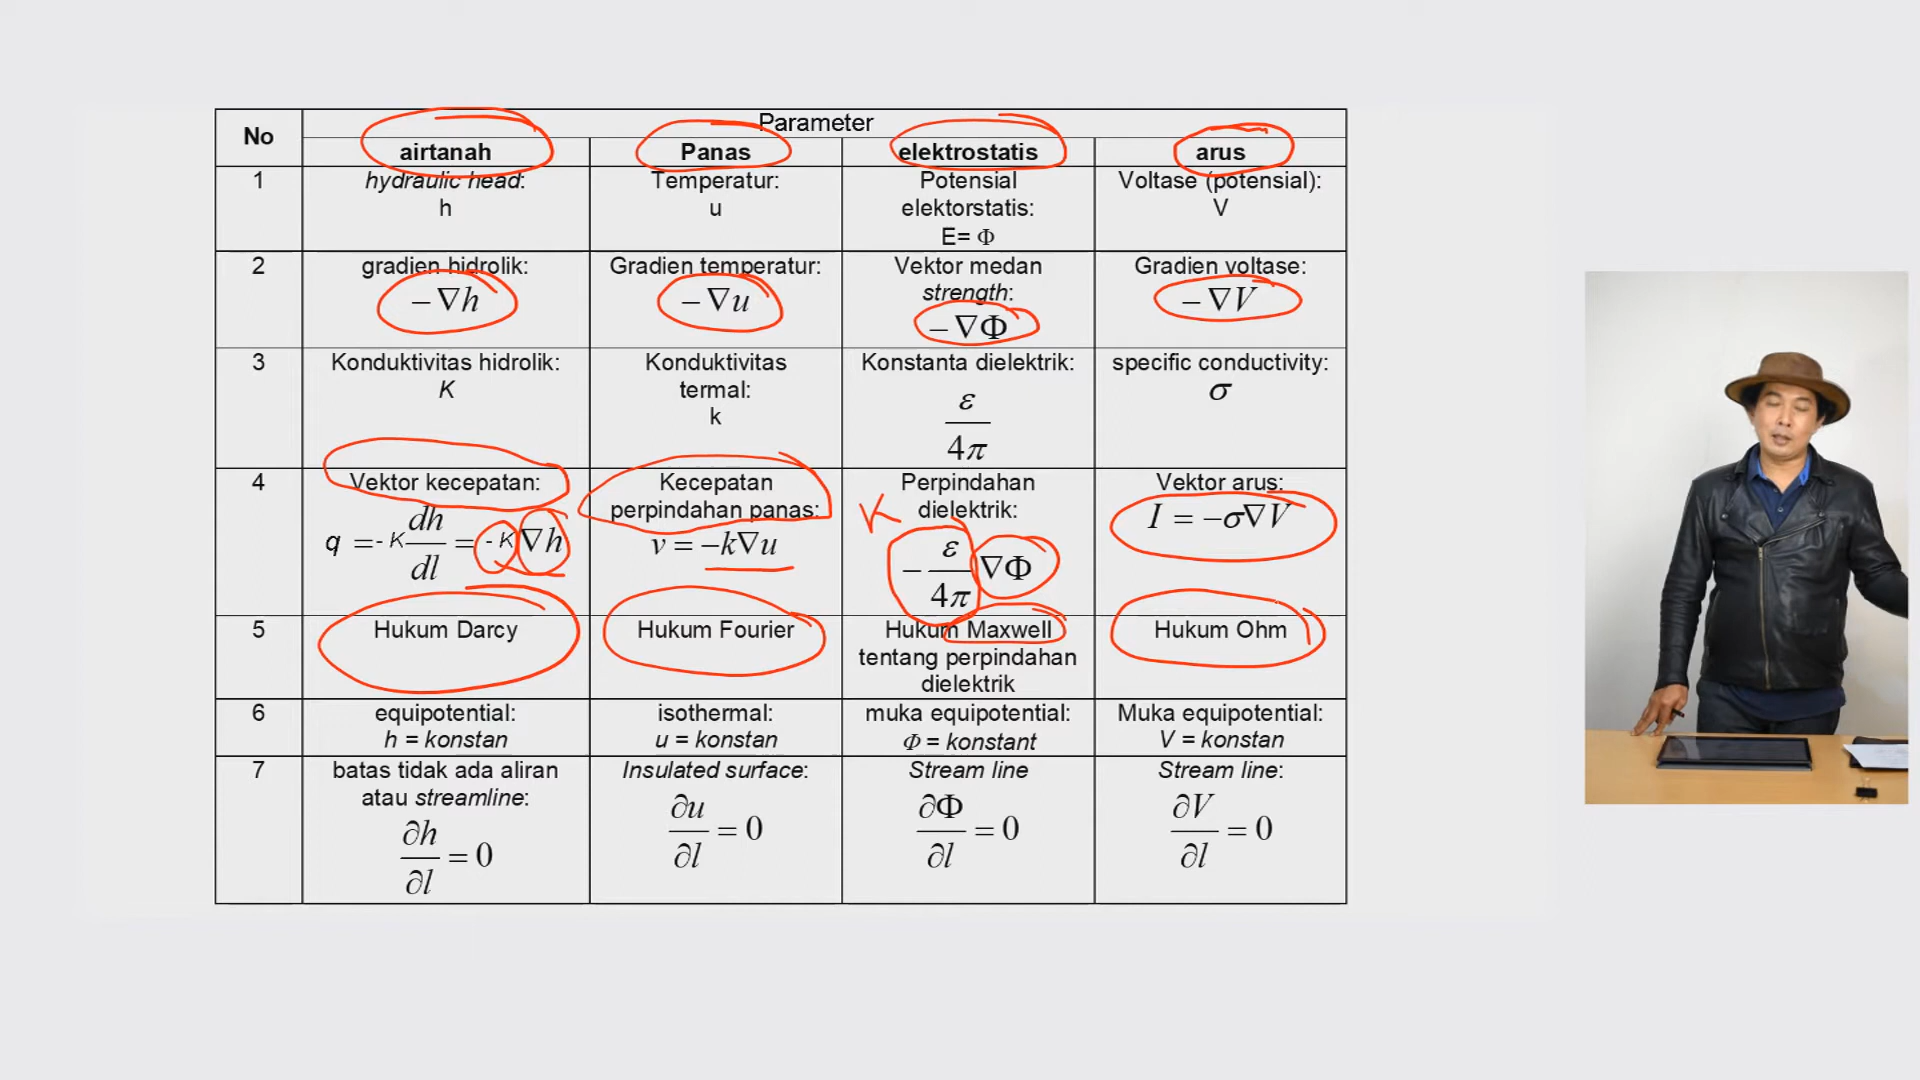 No
Parameter
airtanah Panas elektrostatis arus
1
hydraulic head:
h
Temperatur:
u
Potensial
elektorstatis:
E= Φ
Voltase (potensial):
V
2
gradien hidrolik:
−∇h
Gradien temperatur:
−∇u
Vektor medan
strength:
−∇Φ
Gradien voltase:
−∇V
3
Konduktivitas hidrolik:
K
Konduktivitas
termal:
k
Konstanta dielektrik:
ε
4π
specific conductivity:
σ
4
Vektor kecepatan:
q =- K dh/dl = - K ∇h
Kecepatan
perpindahan panas:
v = −k∇u
Perpindahan
dielektrik:
K
− ε/4π ∇Φ
Vektor arus:
I = −σ∇V
5
Hukum Darcy
Hukum Fourier
Hukum Maxwell
tentang perpindahan
dielektrik
Hukum Ohm
6
equipotential:
h = konstan
isothermal:
u = konstan
muka equipotential:
Φ = konstant
Muka equipotential:
V = konstan
7
batas tidak ada aliran
atau streamline:
∂h/∂l = 0
Insulated surface:
∂u/∂l = 0
Stream line
∂Φ/∂l = 0
Stream line:
∂V/∂l = 0